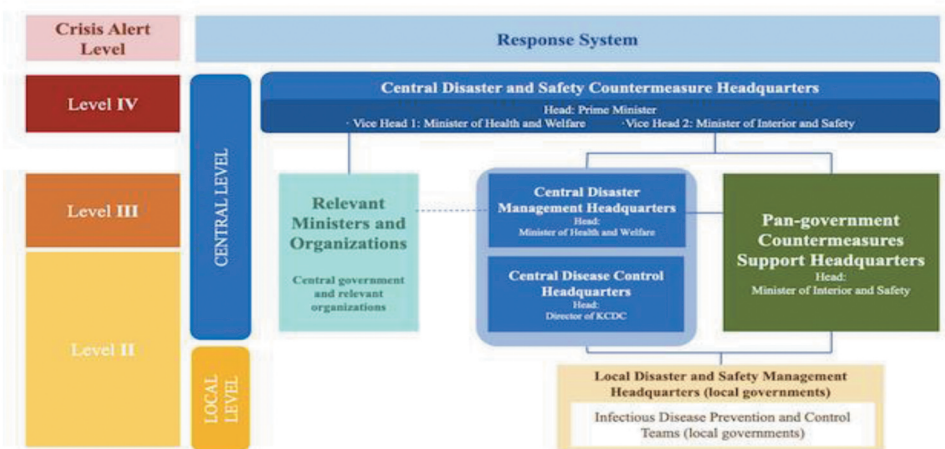 Crisis Alert
Level
Response System
Level IV
Level III
Level II
CENTRAL LEVEL
LOCAL
LEVEL
Central Disaster and Safety Countermeasure Headquarters
Head: Prime Minister
· Vice Head 1: Minister of Health and Welfare ·Vice Head 2: Minister of Interior and Safety
Relevant
Ministers and
Organizations
Central government
and relevant
organizations
Central Disaster
Management Headquarters
Head:
Minister of Health and Welfare
Central Disease Control
Headquarters
Head:
Director of KCDC
Pan-government
Countermeasures
Support Headquarters
Head:
Minister of Interior and Safety
Local Disaster and Safety Management
Headquarters (local governments)
Infectious Disease Prevention and Control
Teams (local governments)